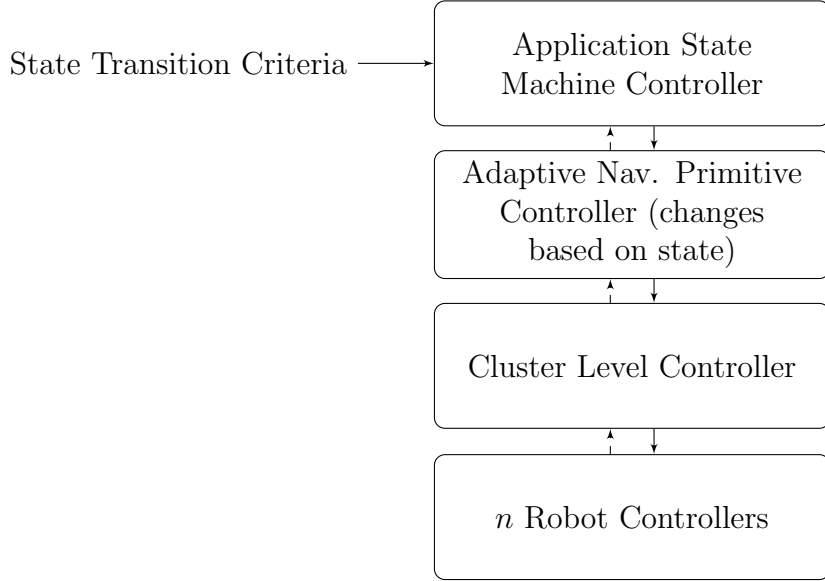 State Transition Criteria
Application State
Machine Controller
Adaptive Nav. Primitive
Controller (changes
based on state)
Cluster Level Controller
n Robot Controllers